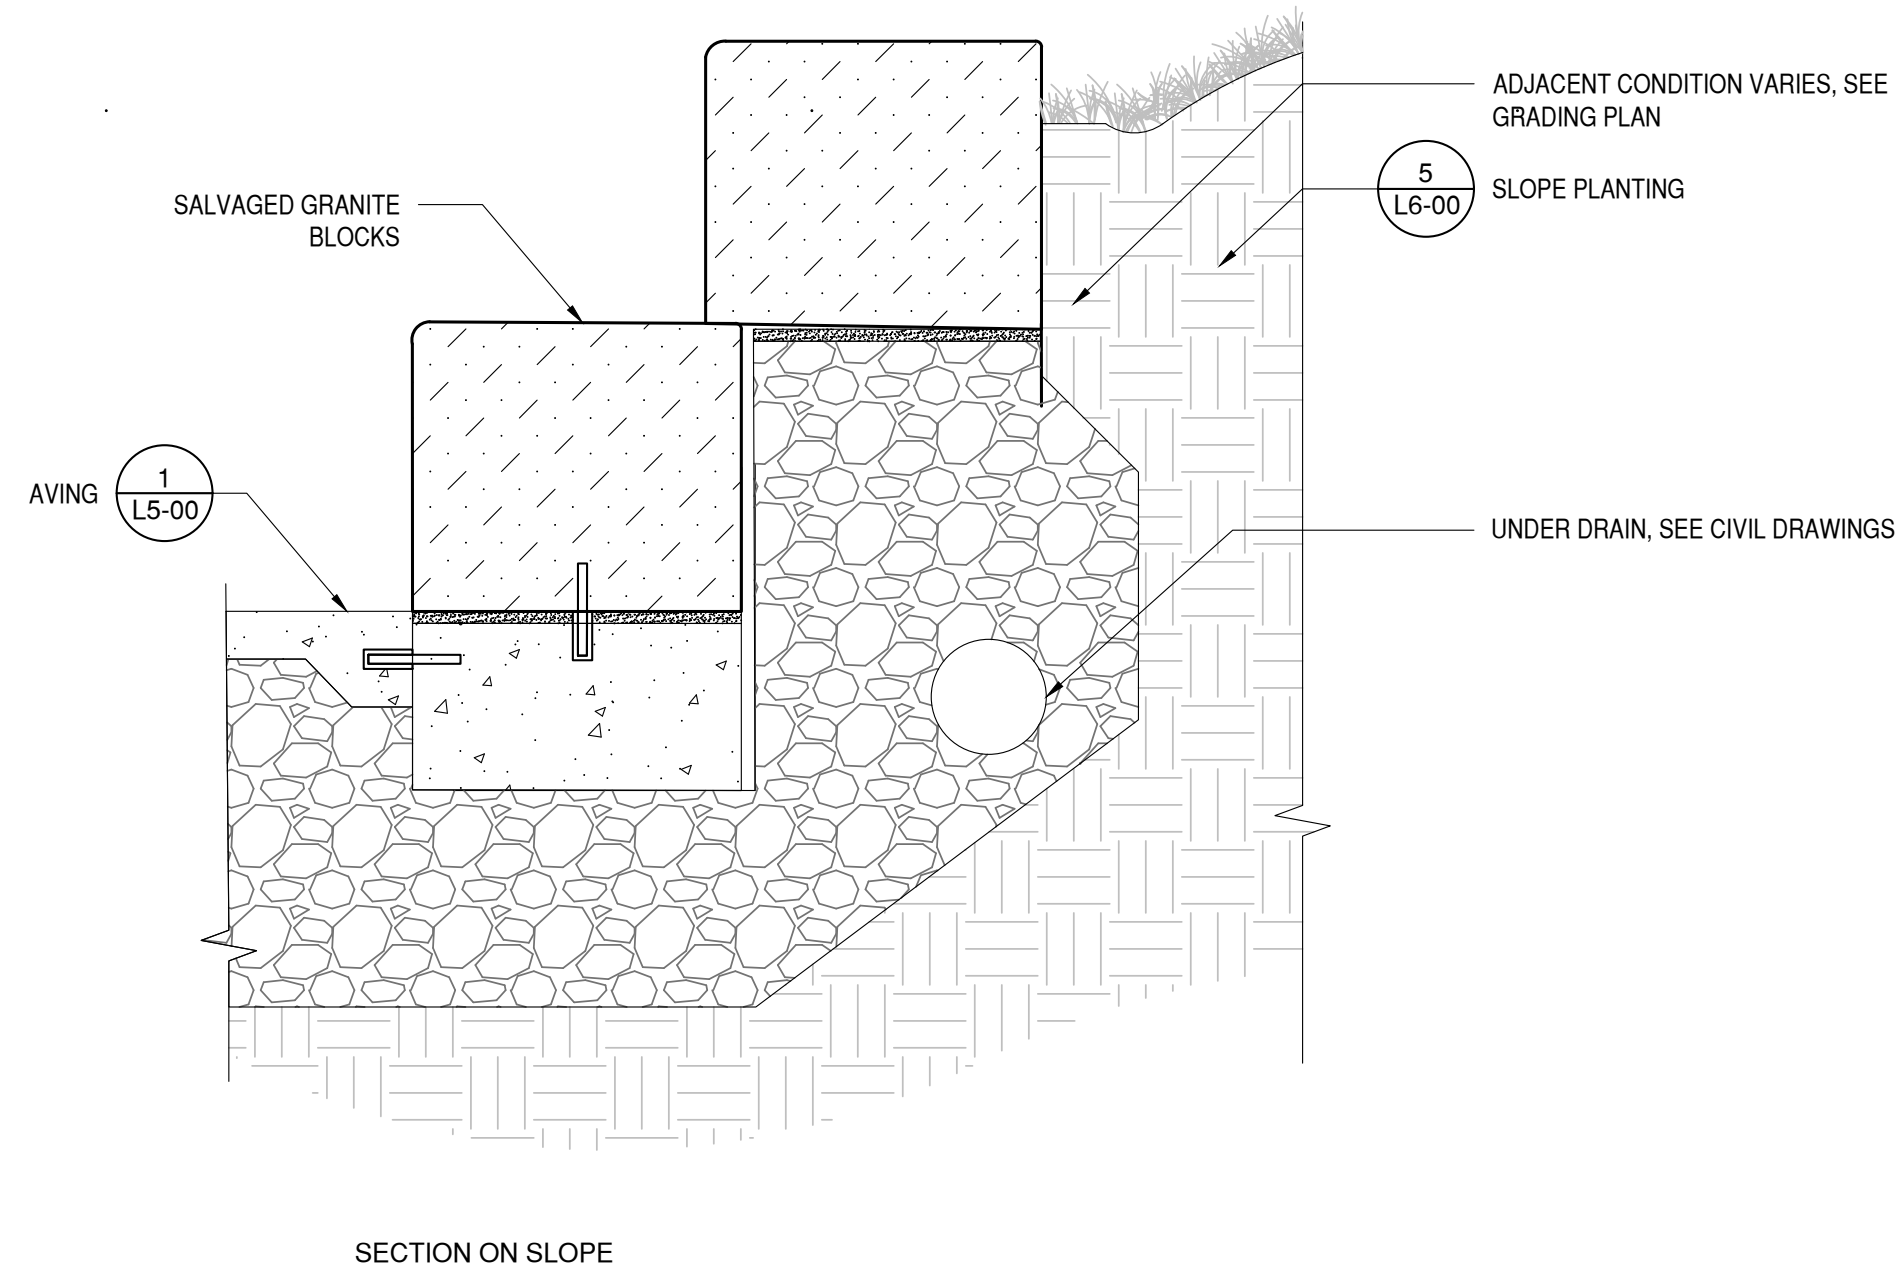 ADJACENT CONDITION VARIES, SEE
GRADING PLAN
5
L6-00
SLOPE PLANTING
SALVAGED GRANITE
BLOCKS
AVING
1
L5-00
UNDER DRAIN, SEE CIVIL DRAWINGS
SECTION ON SLOPE